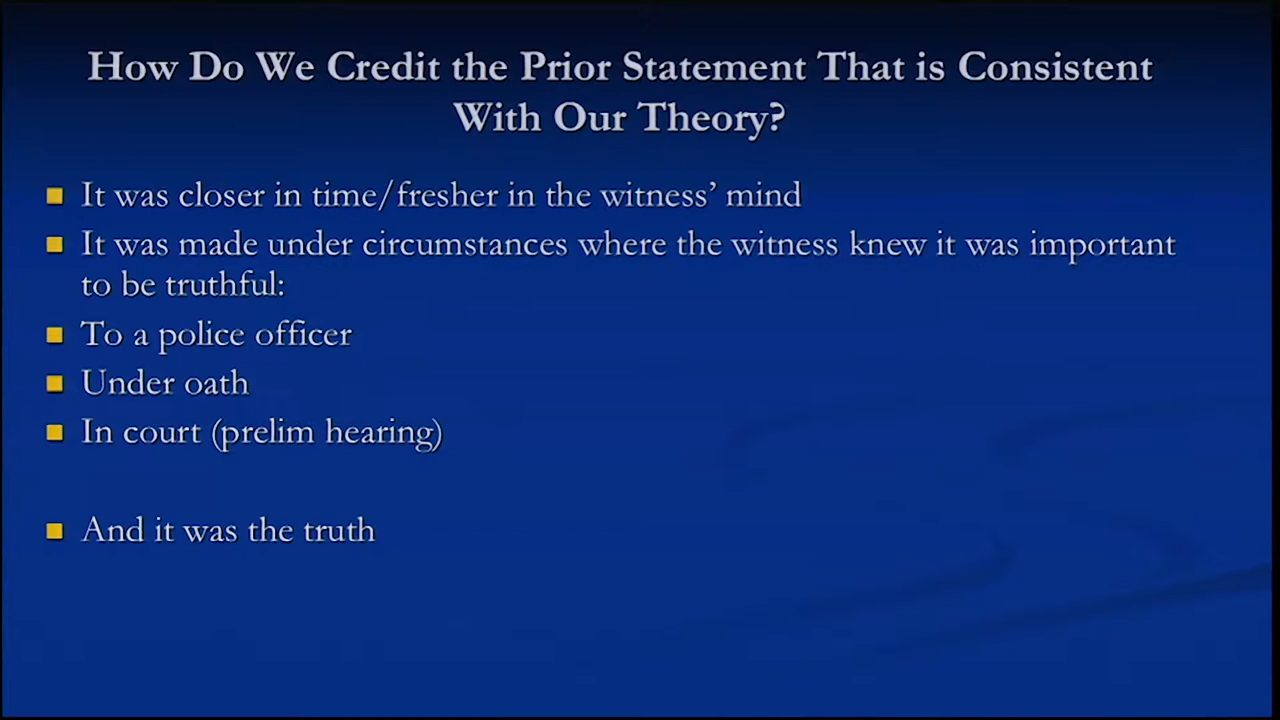 How Do We Credit the Prior Statement That is Consistent
With Our Theory?
It was closer in time/fresher in the witness’ mind
It was made under circumstances where the witness knew it was important
to be truthful:
To a police officer
Under oath
In court (prelim hearing)
And it was the truth